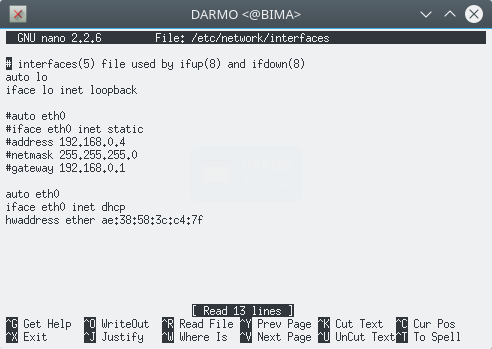 DARMO <@BIMA>
GNU nano 2.2.6 File: /etc/network/interfaces
# interfaces(5) file used by ifup(8) and ifdown(8)
auto lo
iface lo inet loopback
#auto eth0
#iface eth0 inet static
#address 192.168.0.4
#netmask 255.255.255.0
#gateway 192.168.0.1
auto eth0
iface eth0 inet dhcp
hwaddress ether ae:38:58:3c:c4:7f
[ Read 13 lines ]
^G Get Help ^O WriteOut ^R Read File ^Y Prev Page ^K Cut Text ^C Cur Pos
^X Exit ^J Justify ^W Where Is ^V Next Page ^U UnCut Text ^T To Spell